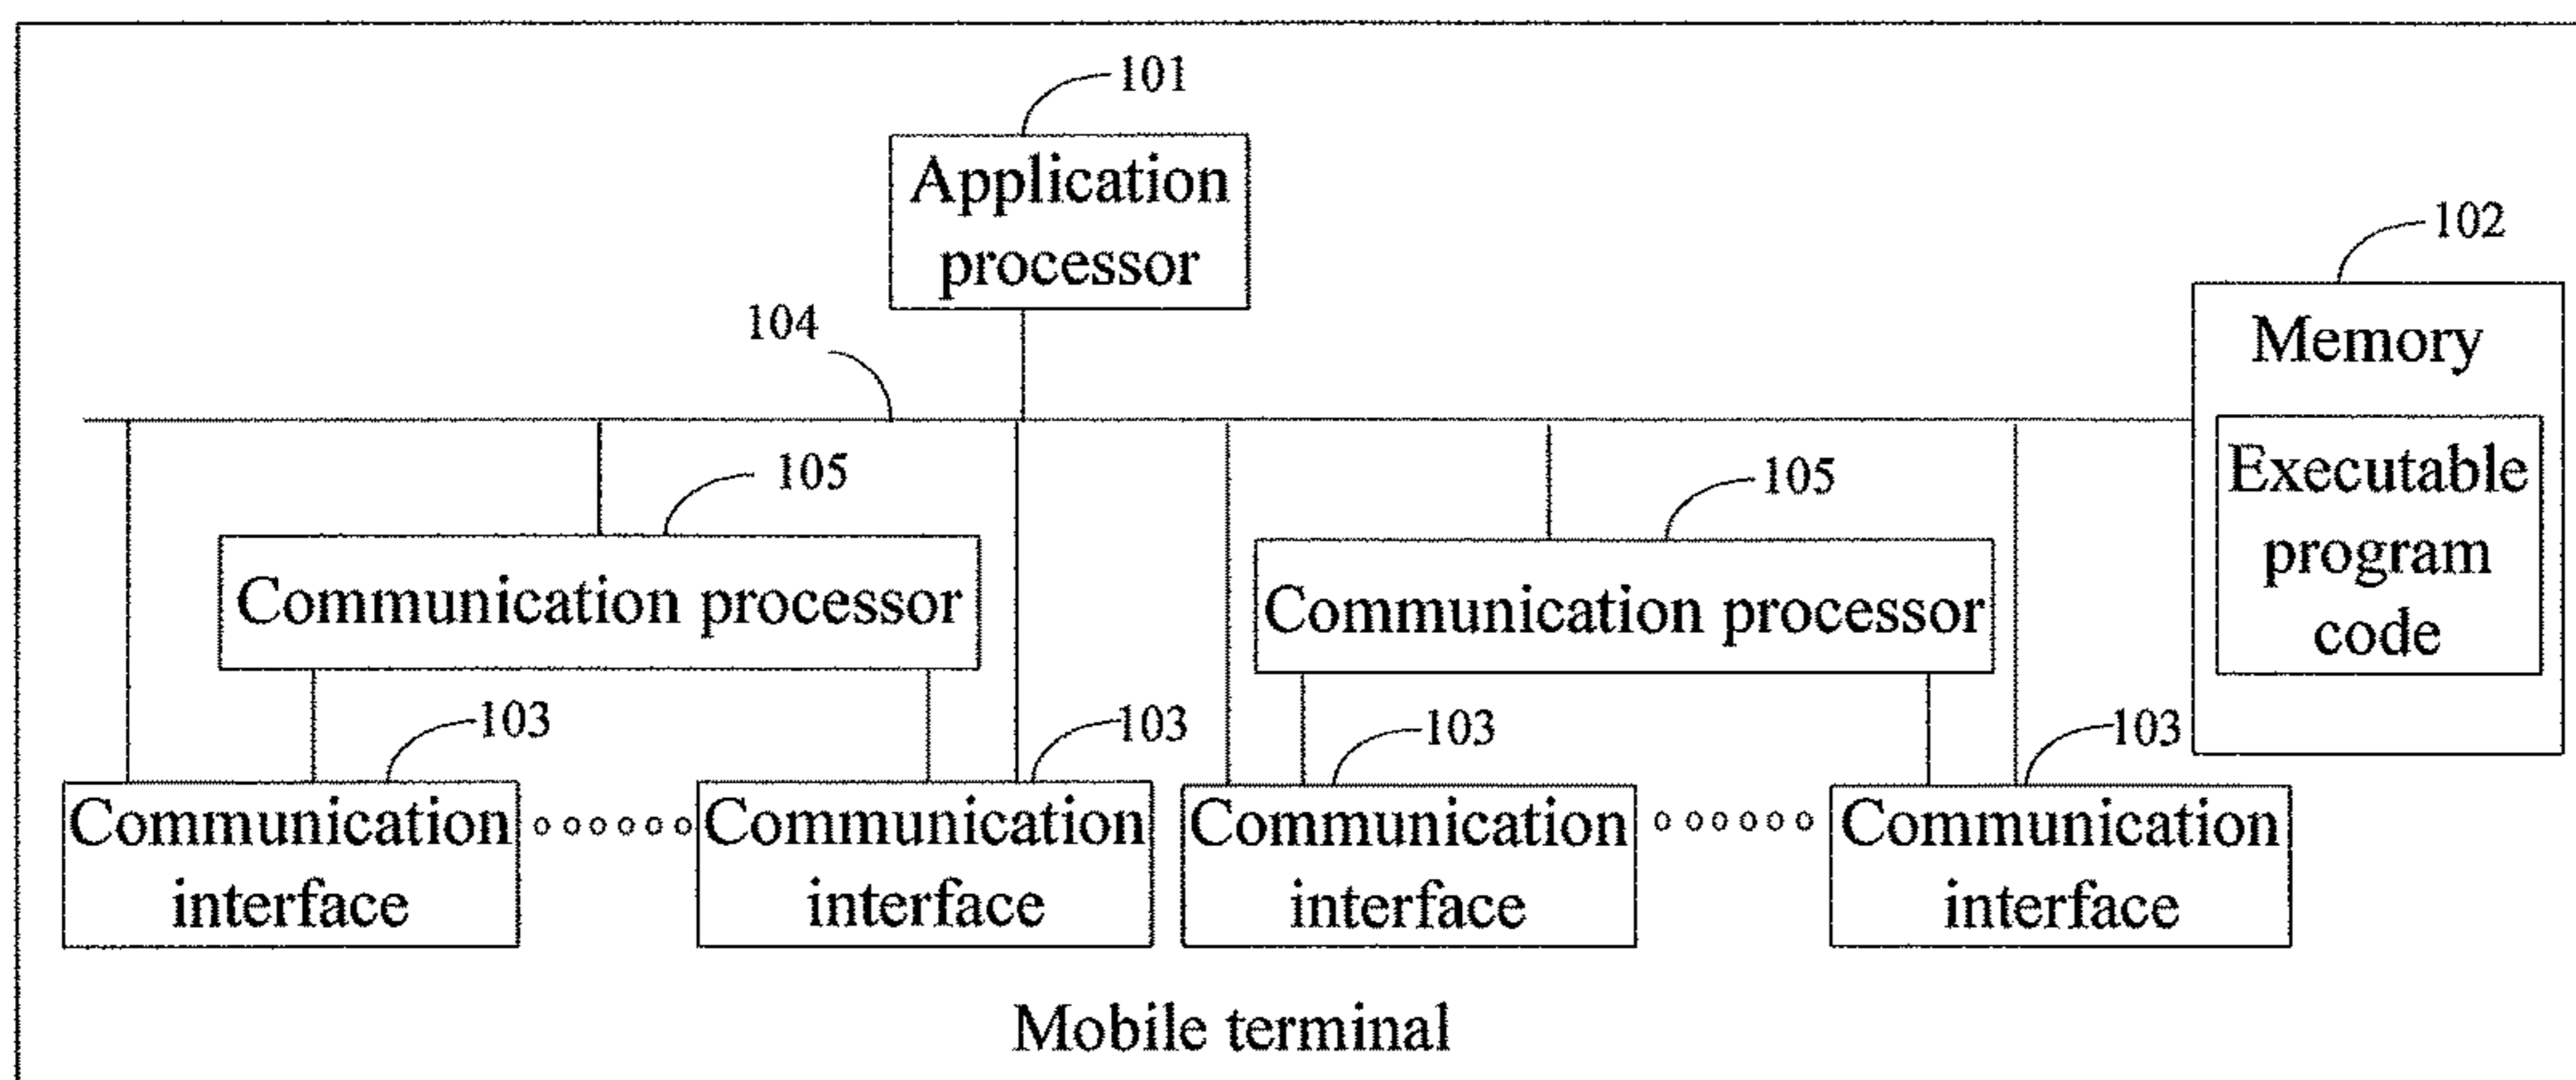 101
Application
processor
102
104
Memory
Executable
program
code
105
105
Communication processor
Communication processor
103
103
103
103
Communication
interface
Communication
interface
Communication
interface
Communication
interface
Mobile terminal